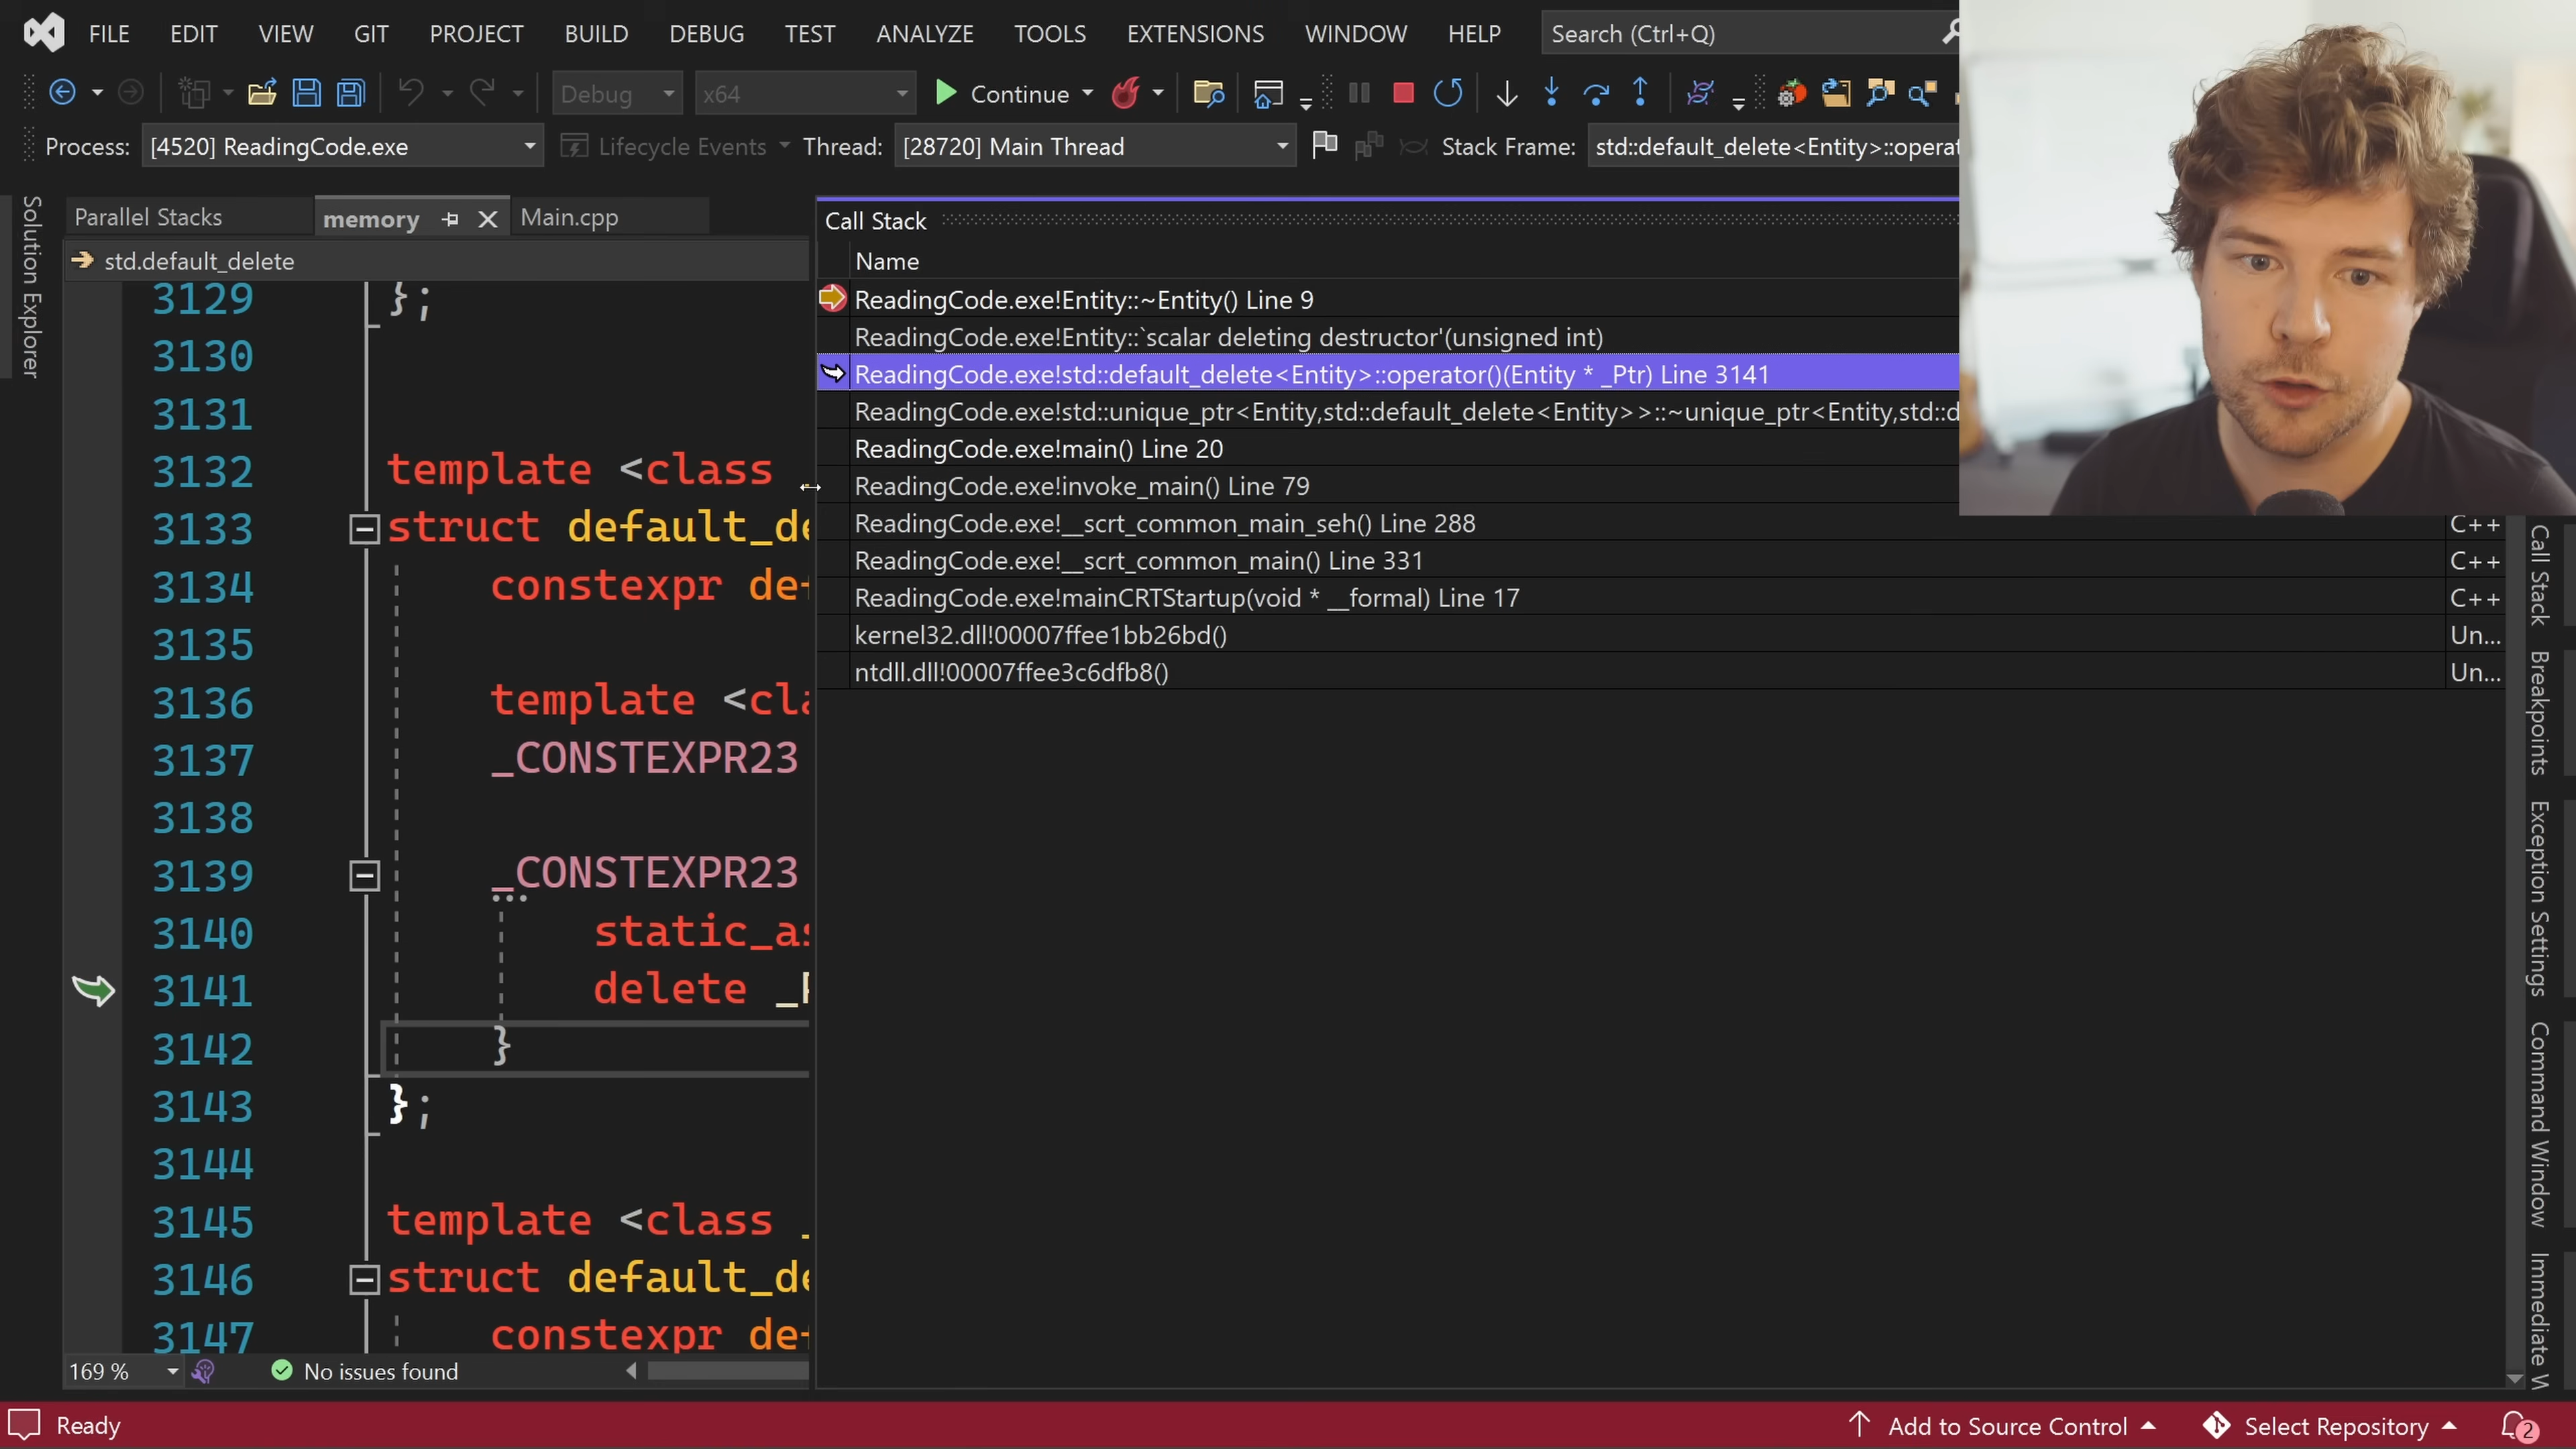 FILE EDIT VIEW GIT PROJECT BUILD DEBUG TEST ANALYZE TOOLS EXTENSIONS WINDOW HELP Search (Ctrl+Q)
Debug x64 Continue
Process: [4520] ReadingCode.exe Lifecycle Events Thread: [28720] Main Thread Stack Frame: std::default_delete<Entity>::operat
Solution Explorer
Parallel Stacks memory Main.cpp
std.default_delete
3129 };
3130
3131
3132 template <class
3133 struct default_de
3134 constexpr def
3135
3136 template <cla
3137 _CONSTEXPR23
3138
3139 _CONSTEXPR23
3140 static_as
3141 delete _P
3142 }
3143 };
3144
3145 template <class _
3146 struct default_de
3147 constexpr def
169 % No issues found
Call Stack
Name
ReadingCode.exe!Entity::~Entity() Line 9
ReadingCode.exe!Entity::`scalar deleting destructor'(unsigned int)
ReadingCode.exe!std::default_delete<Entity>::operator()(Entity * _Ptr) Line 3141
ReadingCode.exe!std::unique_ptr<Entity,std::default_delete<Entity>>::~unique_ptr<Entity,std::d
ReadingCode.exe!main() Line 20
ReadingCode.exe!invoke_main() Line 79
ReadingCode.exe!__scrt_common_main_seh() Line 288 C++
ReadingCode.exe!__scrt_common_main() Line 331 C++
ReadingCode.exe!mainCRTStartup(void * __formal) Line 17 C++
kernel32.dll!00007ffee1bb26bd() Un...
ntdll.dll!00007ffee3c6dfb8() Un...
Call Stack
Breakpoints
Exception Settings
Command Window
Immediate W
Ready Add to Source Control Select Repository 2